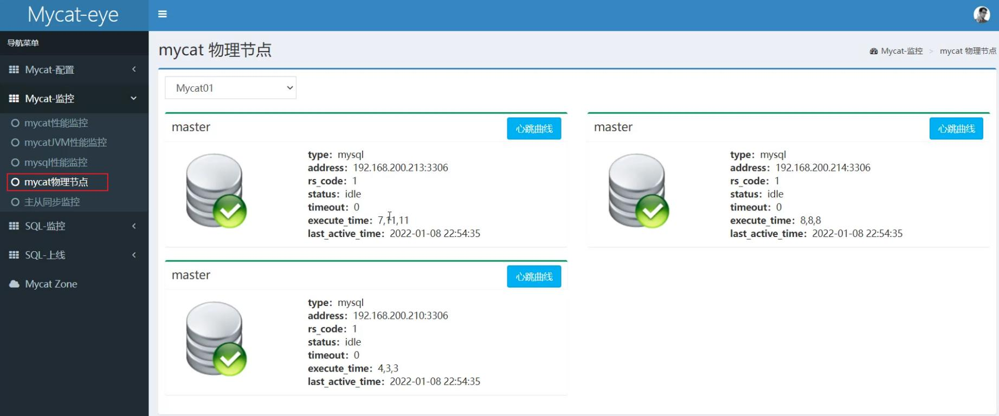 Mycat-eye
导航菜单
Mycat-配置
Mycat-监控
mycat性能监控
mycatJVM性能监控
mysql性能监控
mycat物理节点
主从同步监控
SQL-监控
SQL-上线
Mycat Zone
mycat 物理节点
Mycat-监控 > mycat 物理节点
Mycat01
master
心跳曲线
type：mysql
address：192.168.200.213:3306
rs_code：1
status：idle
timeout：0
execute_time：7,11,11
last_active_time：2022-01-08 22:54:35
master
心跳曲线
type：mysql
address：192.168.200.214:3306
rs_code：1
status：idle
timeout：0
execute_time：8,8,8
last_active_time：2022-01-08 22:54:35
master
心跳曲线
type：mysql
address：192.168.200.210:3306
rs_code：1
status：idle
timeout：0
execute_time：4,3,3
last_active_time：2022-01-08 22:54:35